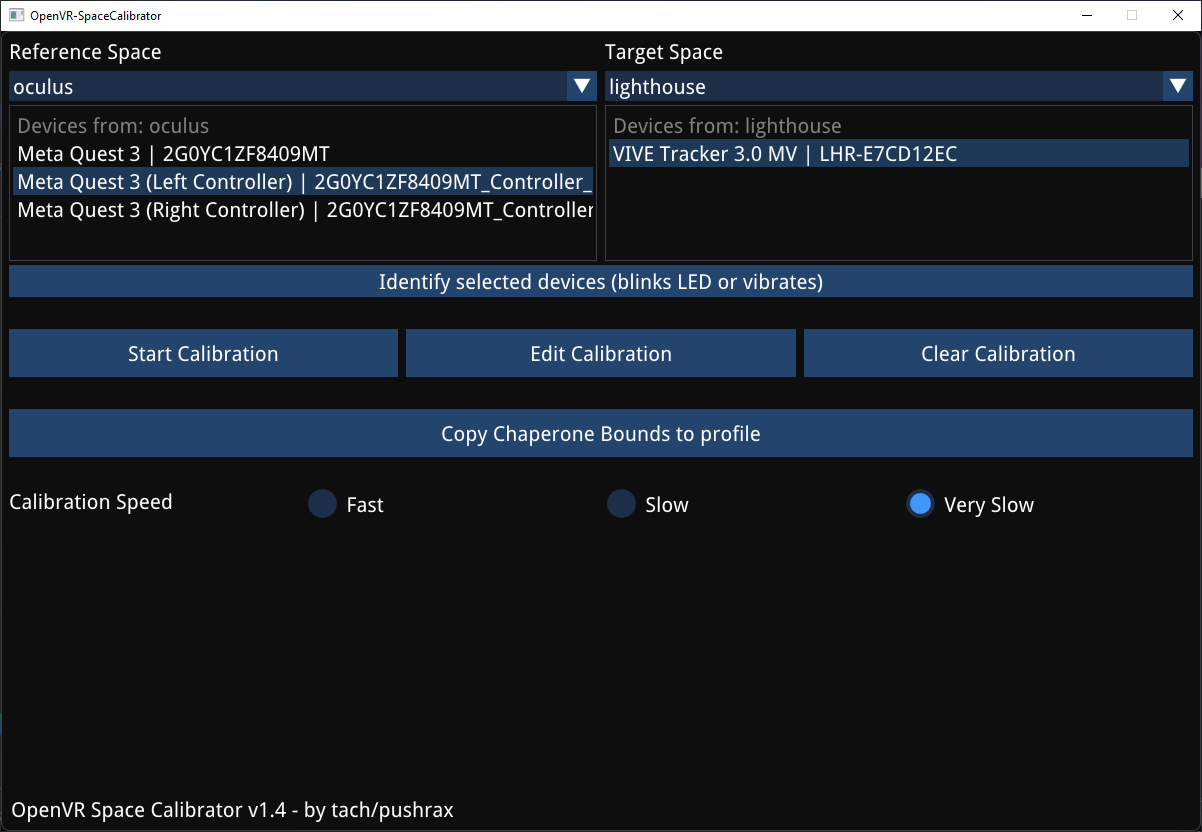 OpenVR-SpaceCalibrator
Reference Space
Target Space
oculus
lighthouse
Devices from: oculus
Meta Quest 3 | 2G0YC1ZF8409MT
Meta Quest 3 (Left Controller) | 2G0YC1ZF8409MT_Controller_
Meta Quest 3 (Right Controller) | 2G0YC1ZF8409MT_Controller
Devices from: lighthouse
VIVE Tracker 3.0 MV | LHR-E7CD12EC
Identify selected devices (blinks LED or vibrates)
Start Calibration
Edit Calibration
Clear Calibration
Copy Chaperone Bounds to profile
Calibration Speed
Fast
Slow
Very Slow
OpenVR Space Calibrator v1.4 - by tach/pushrax